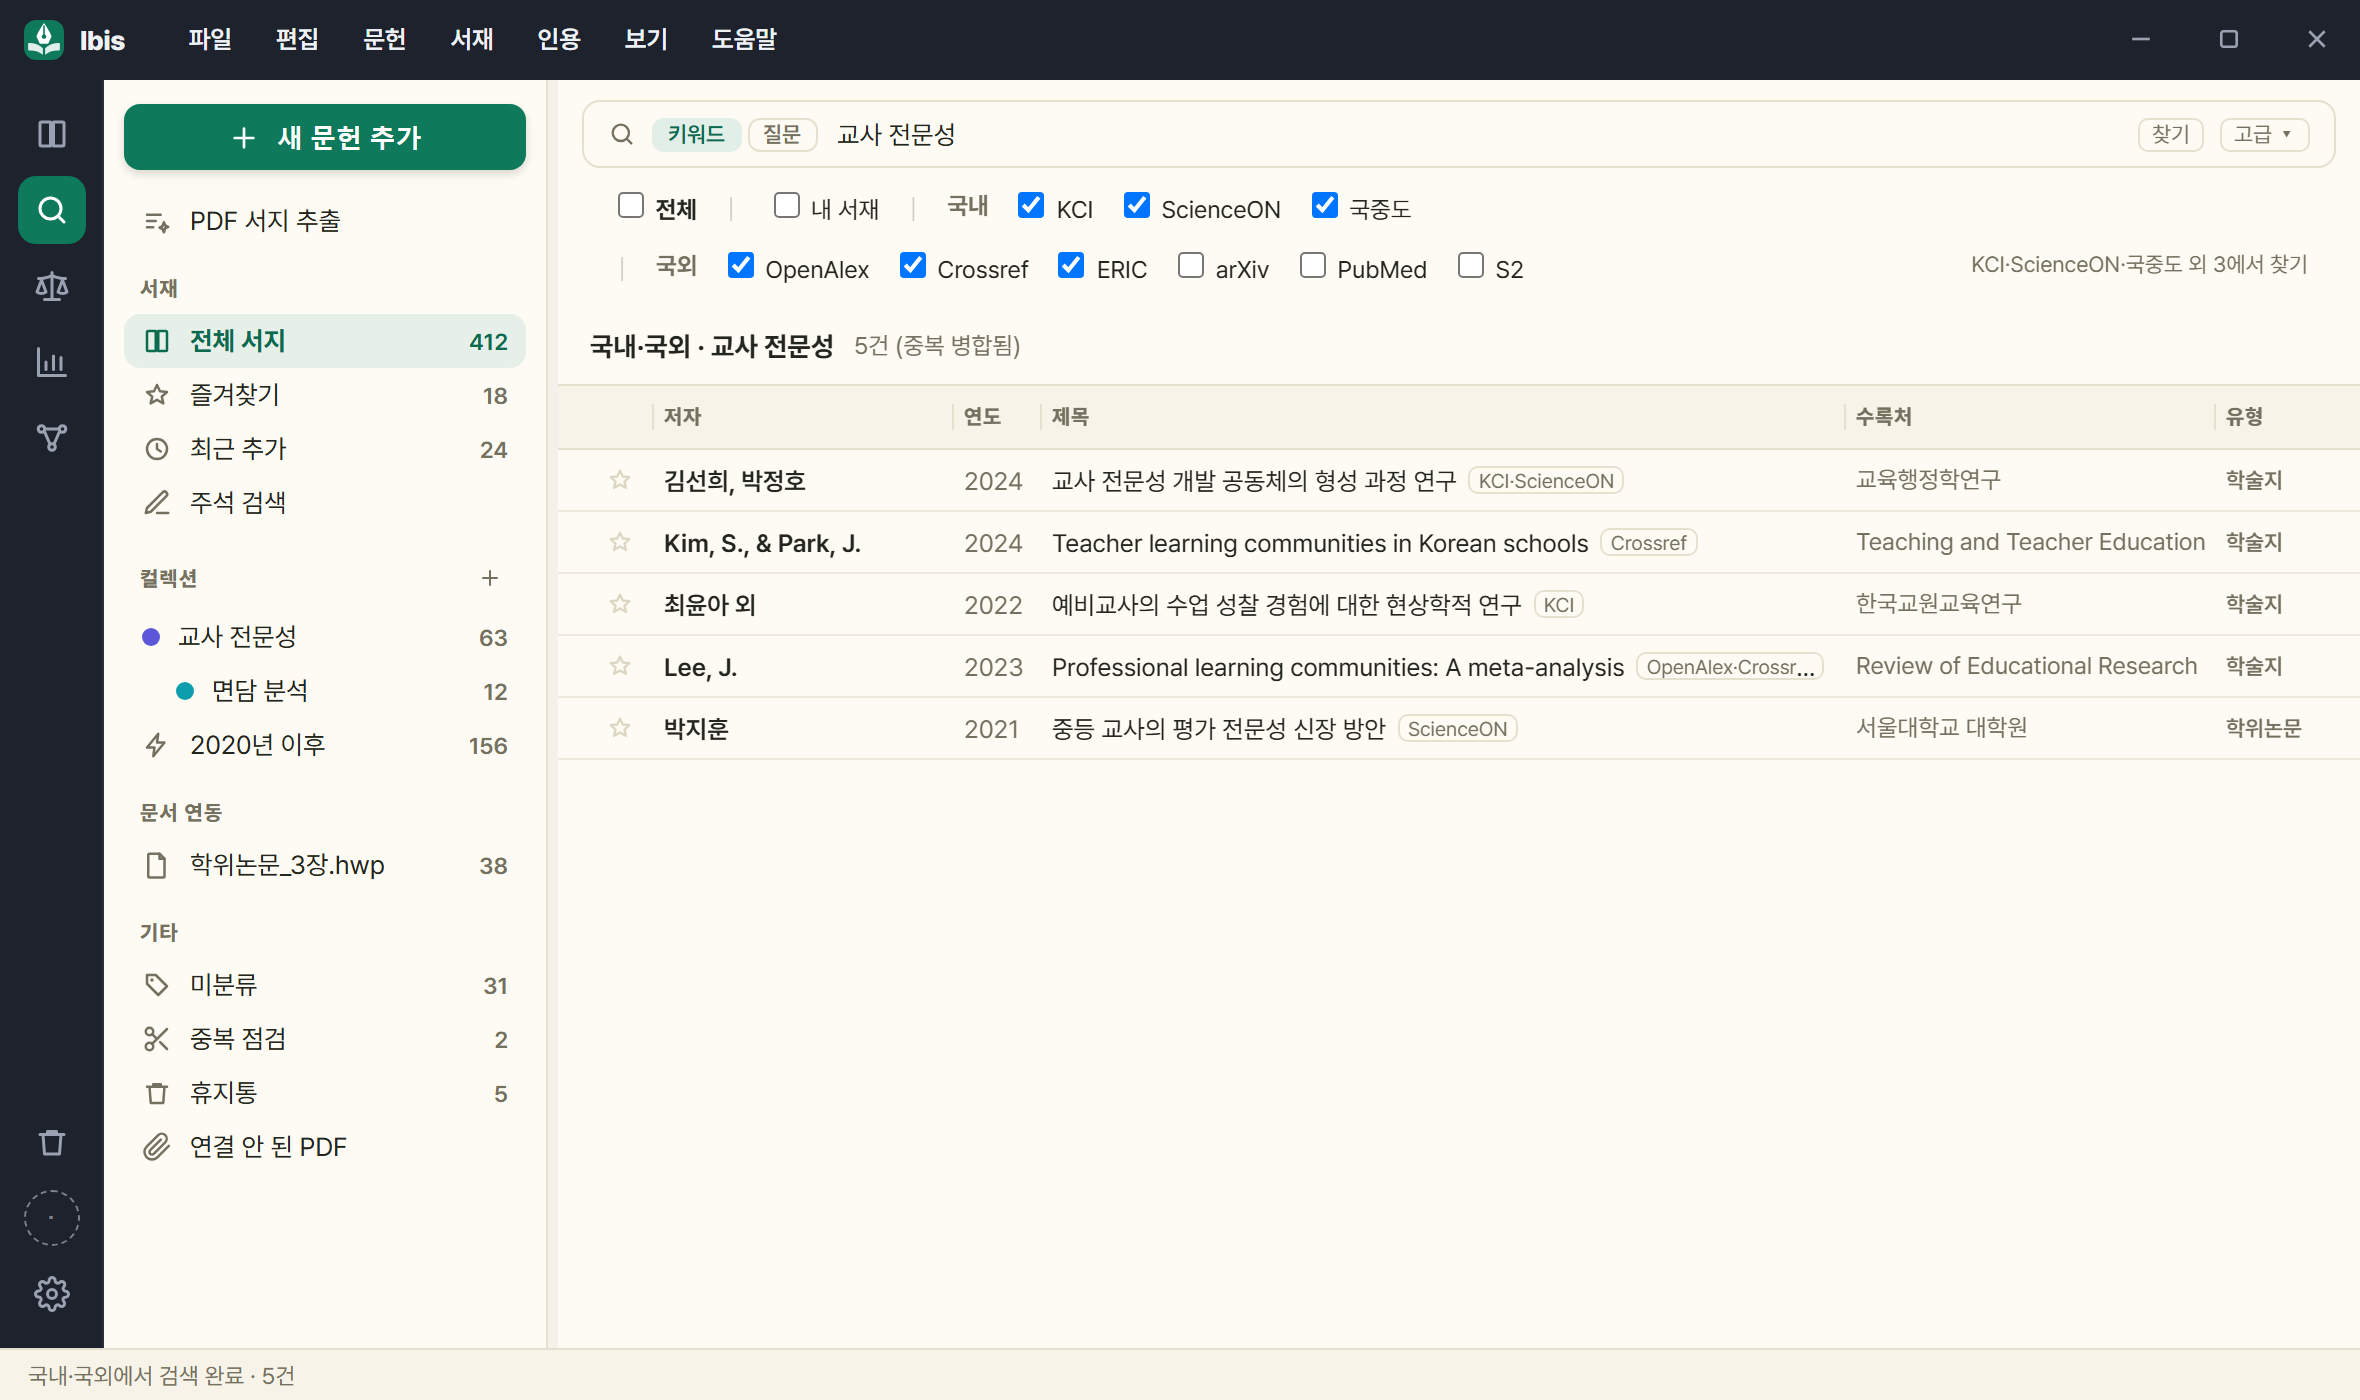 Ibis 파일 편집 문헌 서재 인용 보기 도움말
+ 새 문헌 추가
PDF 서지 추출
서재
전체 서지 412
즐겨찾기 18
최근 추가 24
주석 검색
컬렉션 +
교사 전문성 63
면담 분석 12
2020년 이후 156
문서 연동
학위논문_3장.hwp 38
기타
미분류 31
중복 점검 2
휴지통 5
연결 안 된 PDF
키워드 질문 교사 전문성 찾기 고급 ▾
전체 | 내 서재 | 국내 KCI ScienceON 국중도
| 국외 OpenAlex Crossref ERIC arXiv PubMed S2 KCI·ScienceON·국중도 외 3에서 찾기
국내·국외 · 교사 전문성 5건 (중복 병합됨)
저자 연도 제목 수록처 유형
김선희, 박정호 2024 교사 전문성 개발 공동체의 형성 과정 연구 KCI·ScienceON 교육행정학연구 학술지
Kim, S., & Park, J. 2024 Teacher learning communities in Korean schools Crossref Teaching and Teacher Education 학술지
최윤아 외 2022 예비교사의 수업 성찰 경험에 대한 현상학적 연구 KCI 한국교원교육연구 학술지
Lee, J. 2023 Professional learning communities: A meta-analysis OpenAlex·Crossr... Review of Educational Research 학술지
박지훈 2021 중등 교사의 평가 전문성 신장 방안 ScienceON 서울대학교 대학원 학위논문
국내·국외에서 검색 완료 · 5건